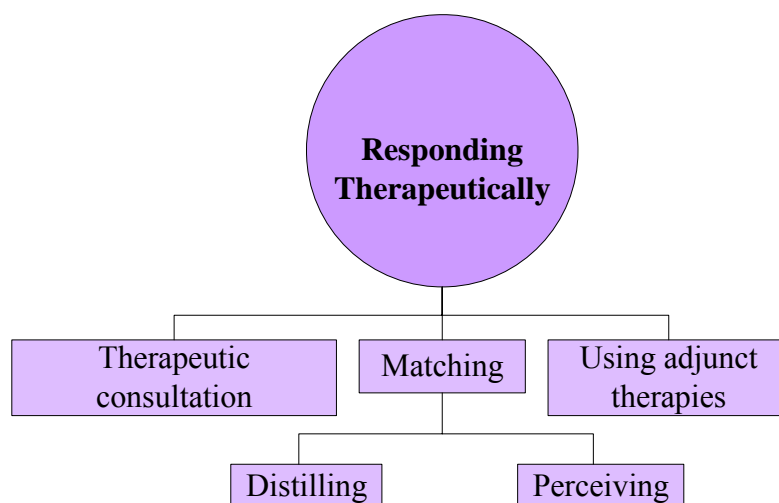 Responding
Therapeutically
Therapeutic
consultation
Matching
Using adjunct
therapies
Distilling
Perceiving